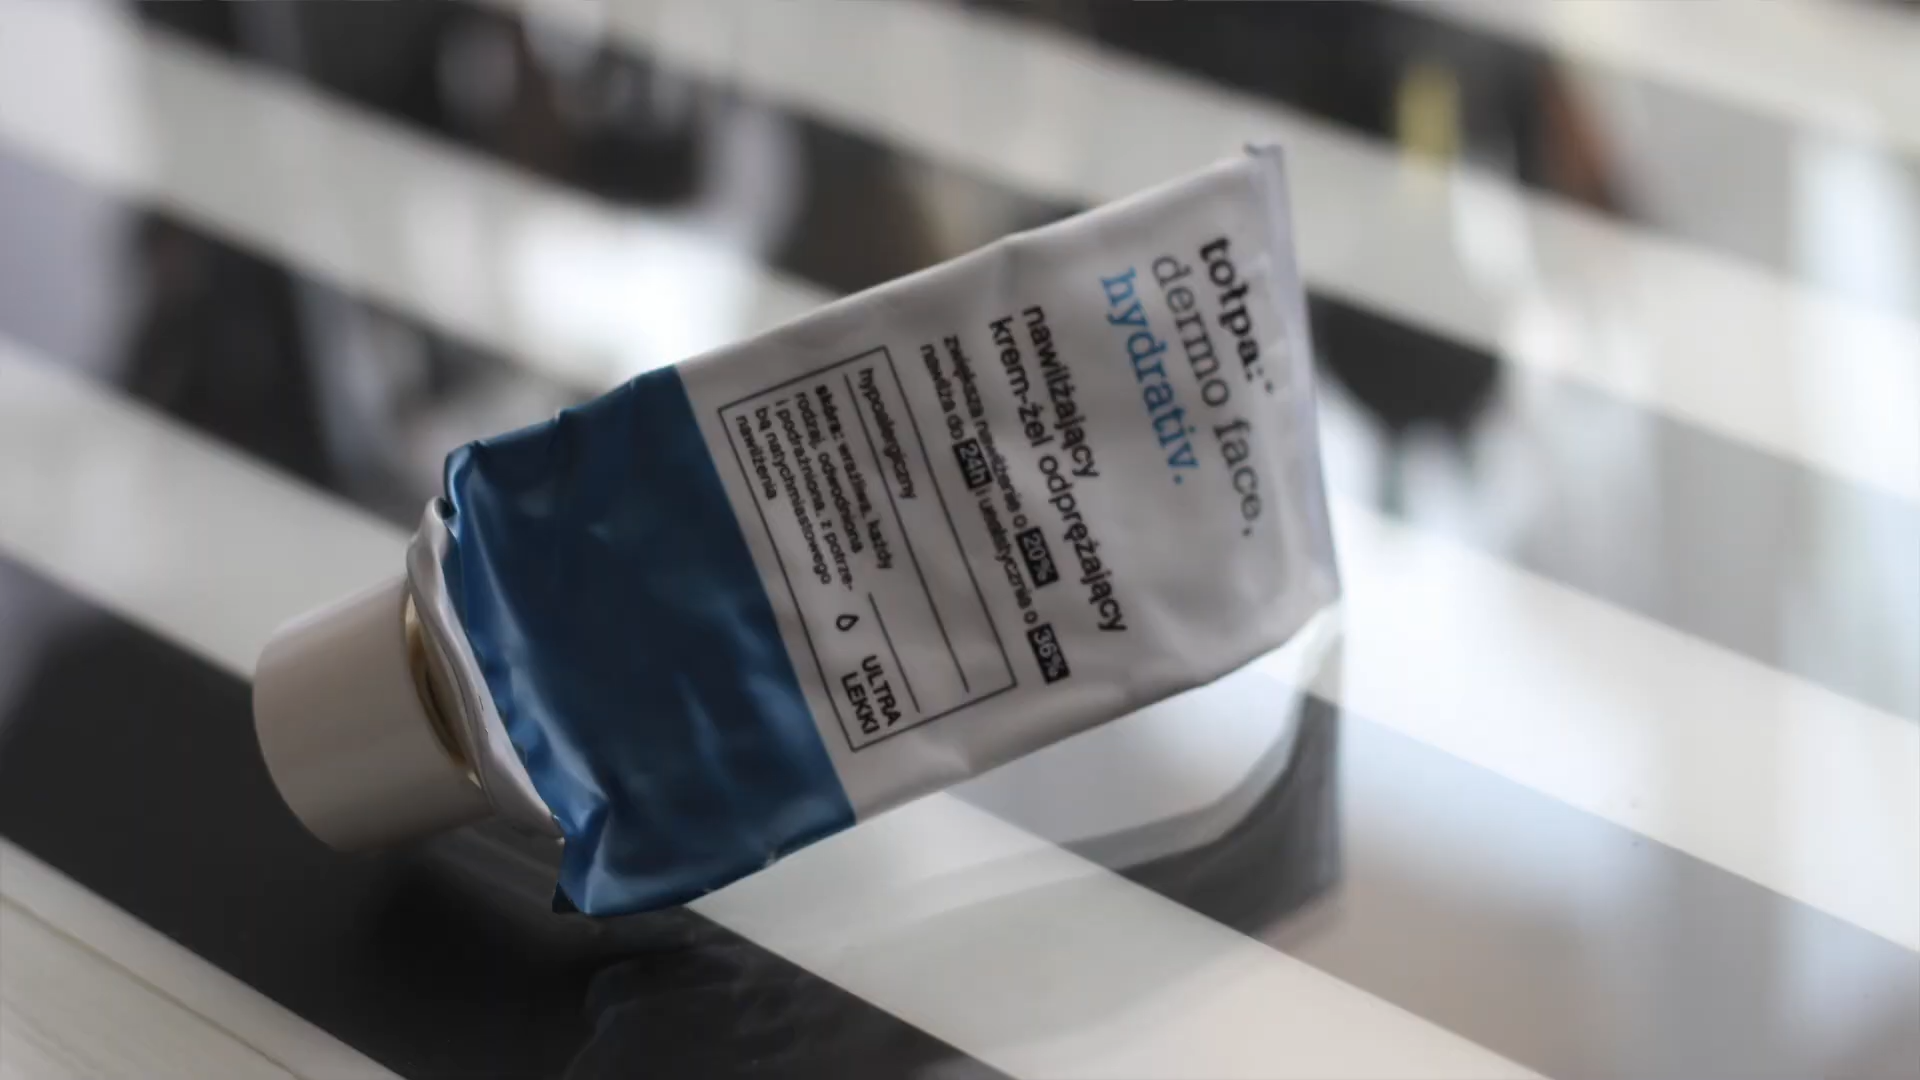 tołpa:
dermo face.
hydrativ.
nawilżający
krem-żel odprężający
zwiększa nawilżenie o 20%
nawilża do 24h i utrzymuje o 36%
hypoalergiczny
skóra: wrażliwa, każdy
rodzaj, odwodniona
i podrażniona, z potrze-
bą natychmiastowego
nawilżenia
ULTRA
LEKKI